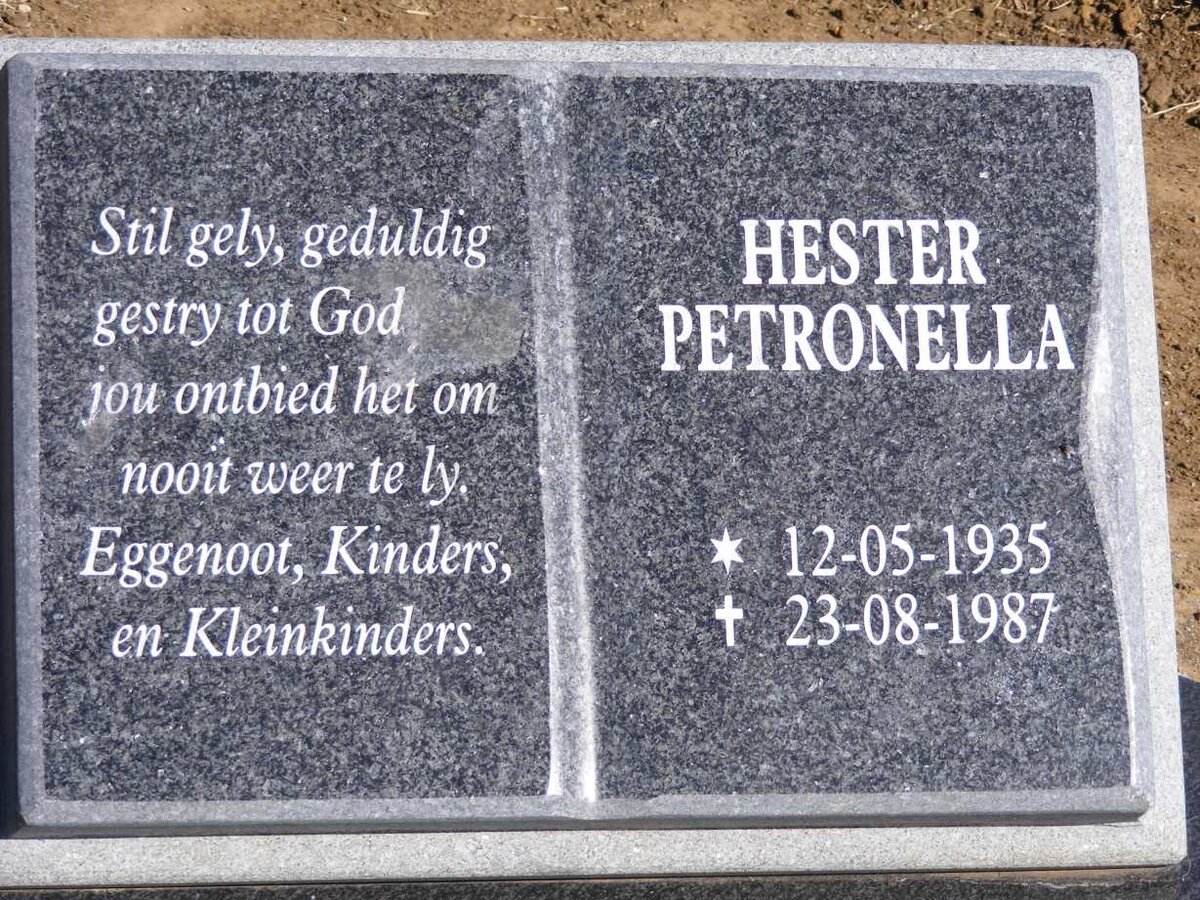 Stil gely, geduldig
gestry tot God
jou ontbied het om
nooit weer te ly.
Eggenoot, Kinders,
en Kleinkinders.
HESTER
PETRONELLA
✶ 12-05-1935
✝ 23-08-1987